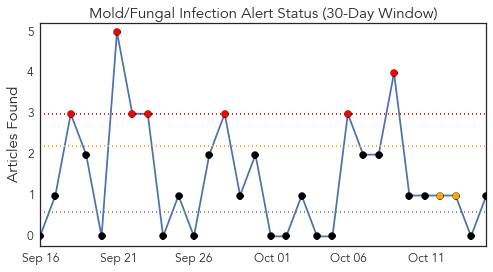 Mold/Fungal Infection Alert Status (30-Day Window)
Articles Found
5
4
3
2
1
0
Sep 16
Sep 21
Sep 26
Oct 01
Oct 06
Oct 11